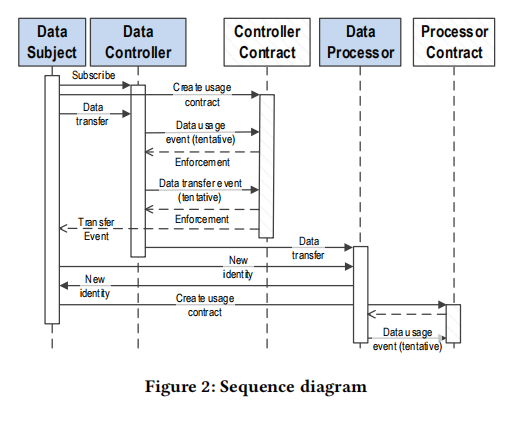 Data
Subject
Data
Controller
Controller
Contract
Data
Processor
Processor
Contract
Subscribe
Create usage
contract
Data
transfer
Data usage
event (tentative)
Enforcement
Data transfer event
(tentative)
Enforcement
Transfer
Event
Data
transfer
New
identity
New
identity
Create usage
contract
Data usage
event (tentative)
Figure 2: Sequence diagram